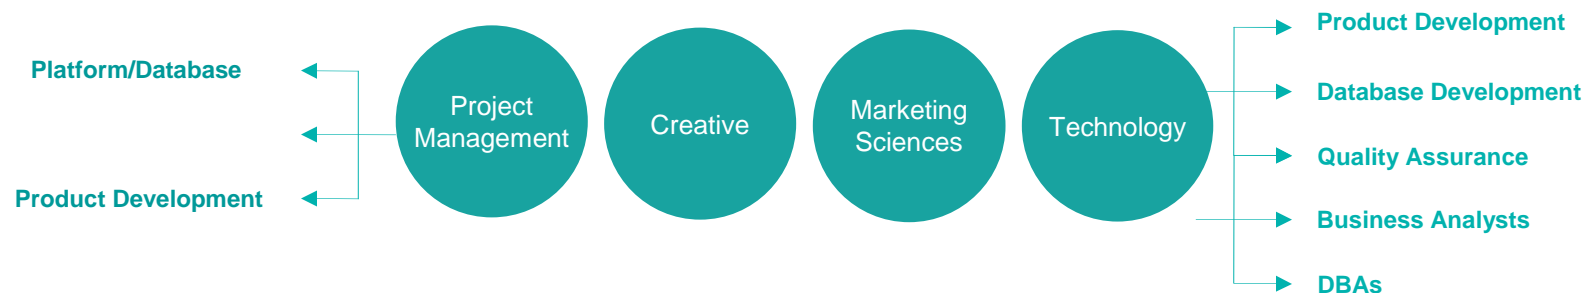 Platform/Database
Product Development
Project
Management
Creative
Marketing
Sciences
Technology
Product Development
Database Development
Quality Assurance
Business Analysts
DBAs